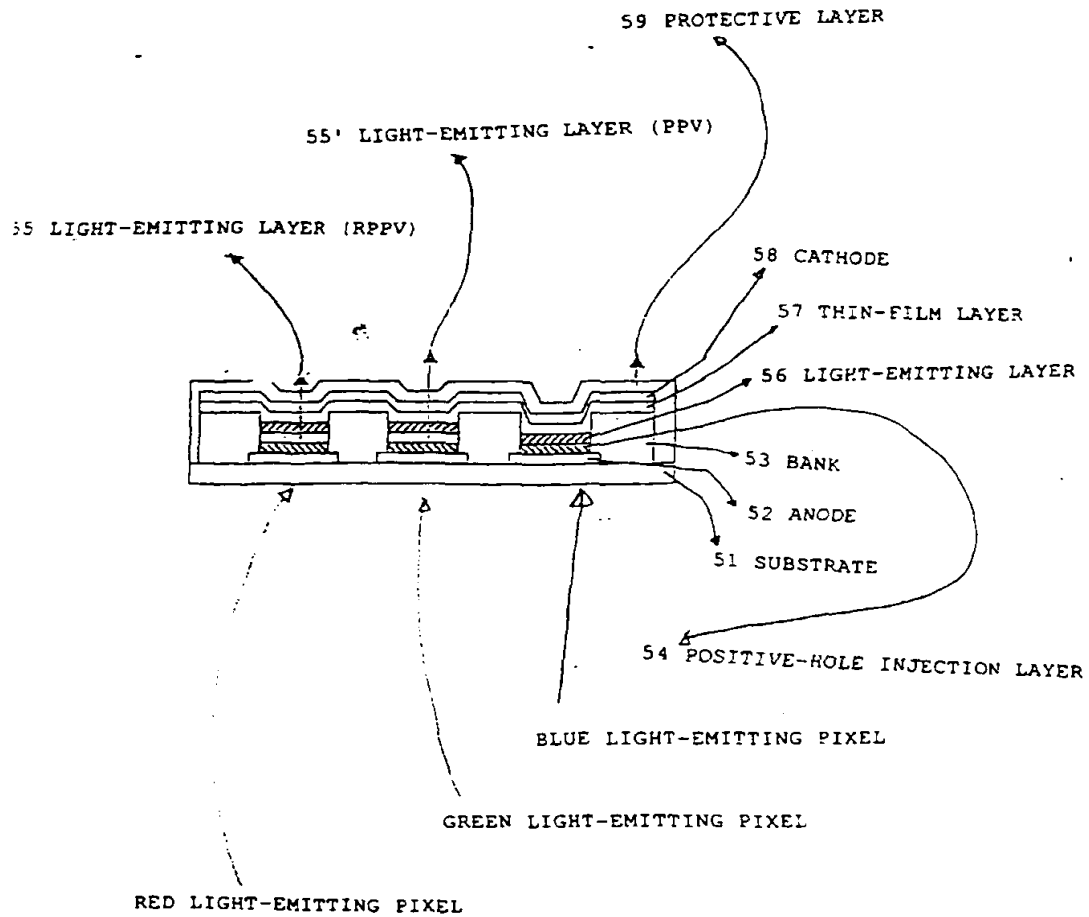 59 PROTECTIVE LAYER
55' LIGHT-EMITTING LAYER (PPV)
55 LIGHT-EMITTING LAYER (RPPV)
58 CATHODE
57 THIN-FILM LAYER
56 LIGHT-EMITTING LAYER
53 BANK
52 ANODE
51 SUBSTRATE
54 POSITIVE-HOLE INJECTION LAYER
BLUE LIGHT-EMITTING PIXEL
GREEN LIGHT-EMITTING PIXEL
RED LIGHT-EMITTING PIXEL